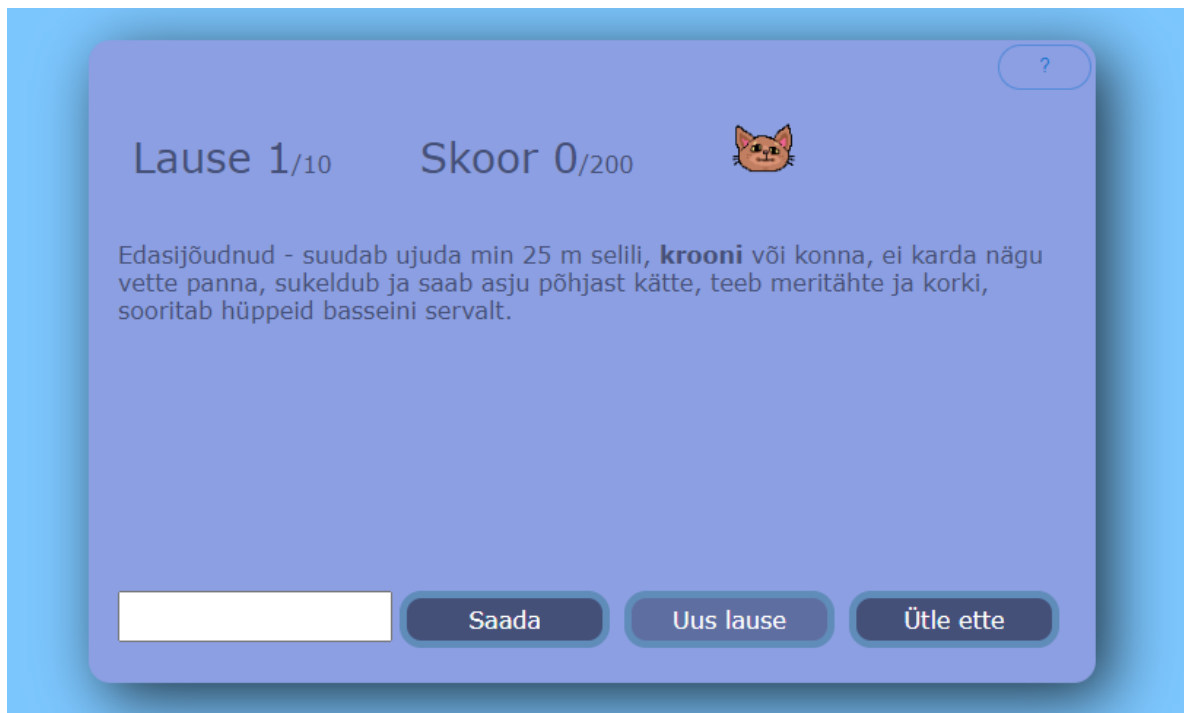 ?
Lause 1/10 Skoor 0/200
Edasijõudnud - suudab ujuda min 25 m selili, krooni või konna, ei karda nägu
vette panna, sukeldub ja saab asju põhjast kätte, teeb meritähte ja korki,
sooritab hüppeid basseini servalt.
Saada Uus lause Ütle ette